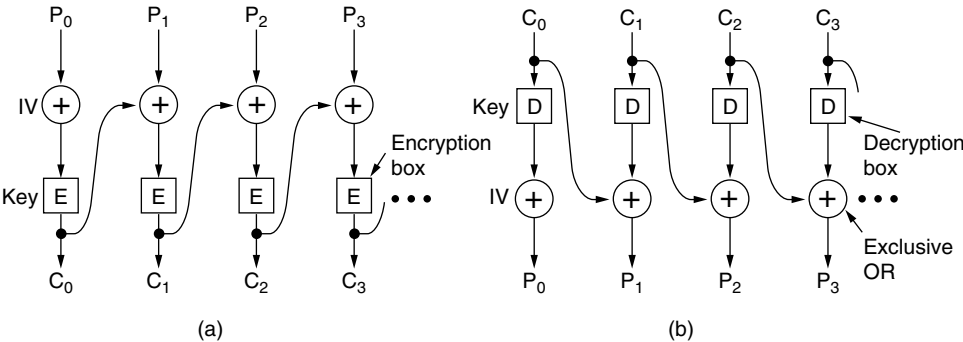 P0 P1 P2 P3
IV + + + +
Encryption
box
Key E E E E
C0 C1 C2 C3
(a)
C0 C1 C2 C3
Key D D D D
Decryption
box
IV + + + +
Exclusive
OR
P0 P1 P2 P3
(b)